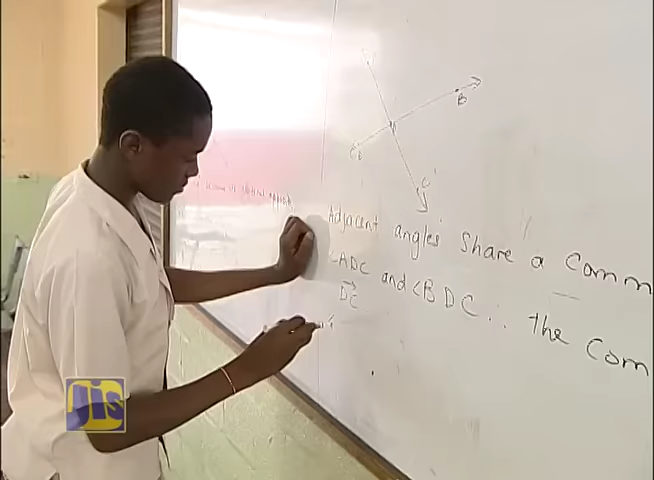 B
C
Adjacent angles share a Comm
<ADC and <BDC ∴ the Com
DC
Jis